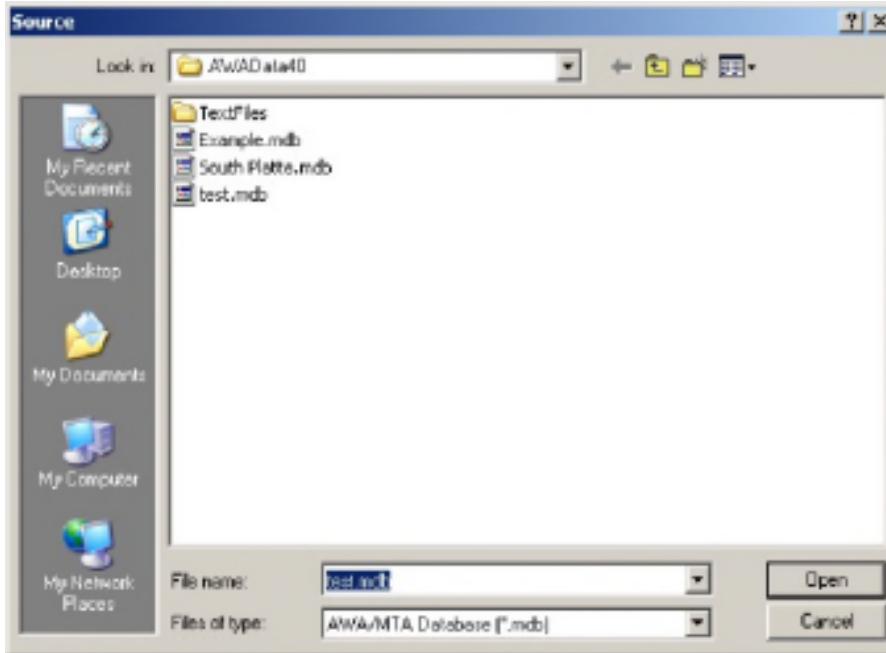 Source
Look in:
AWAData40
TextFiles
Example.mdb
South Platte.mdb
test.mdb
My Recent
Documents
Desktop
My Documents
My Computer
My Network
Places
File name:
test.mdb
Open
Files of type:
AWA/MTA Database (*.mdb)
Cancel